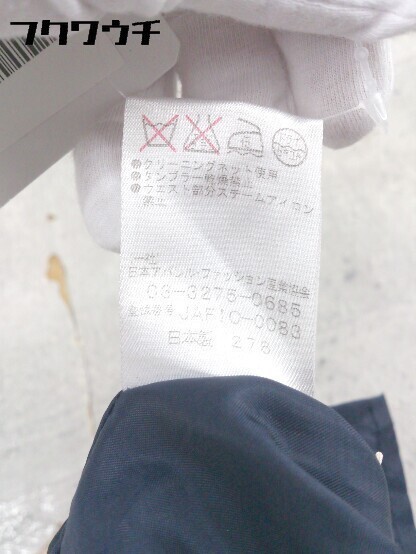 フクワウチ
クリーニングネット使用
タンブラー乾燥禁止
ウエスト部分スチームアイロン
禁止
(一社)
日本アパレル・ファッション産業協会
03-3275-0685
登録番号 JAFIC-0083
日本製 278